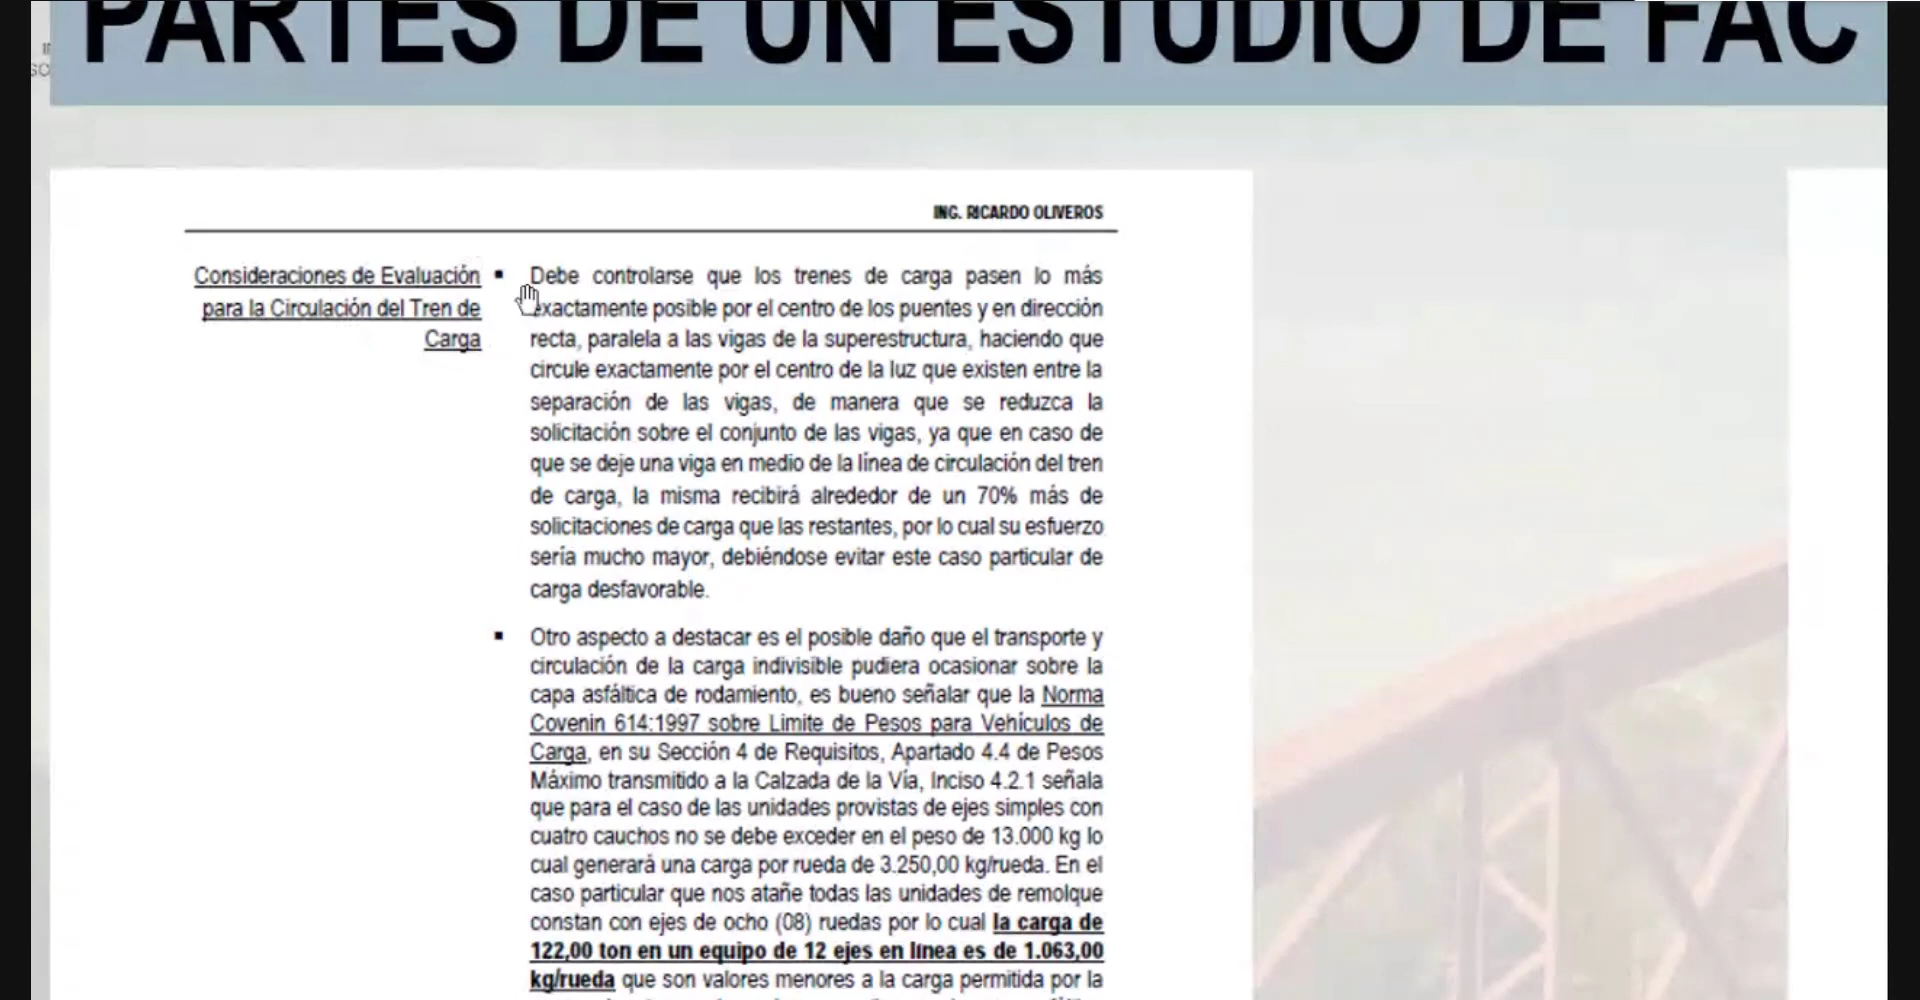 PARTES DE UN ESTUDIO DE FAC
ING. RICARDO OLIVEROS
Consideraciones de Evaluación
para la Circulación del Tren de
Carga
▪ Debe controlarse que los trenes de carga pasen lo más
exactamente posible por el centro de los puentes y en dirección
recta, paralela a las vigas de la superestructura, haciendo que
circule exactamente por el centro de la luz que existen entre la
separación de las vigas, de manera que se reduzca la
solicitación sobre el conjunto de las vigas, ya que en caso de
que se deje una viga en medio de la línea de circulación del tren
de carga, la misma recibirá alrededor de un 70% más de
solicitaciones de carga que las restantes, por lo cual su esfuerzo
sería mucho mayor, debiéndose evitar este caso particular de
carga desfavorable.
▪ Otro aspecto a destacar es el posible daño que el transporte y
circulación de la carga indivisible pudiera ocasionar sobre la
capa asfáltica de rodamiento, es bueno señalar que la Norma
Covenin 614:1997 sobre Limite de Pesos para Vehículos de
Carga, en su Sección 4 de Requisitos, Apartado 4.4 de Pesos
Máximo transmitido a la Calzada de la Vía, Inciso 4.2.1 señala
que para el caso de las unidades provistas de ejes simples con
cuatro cauchos no se debe exceder en el peso de 13.000 kg lo
cual generará una carga por rueda de 3.250,00 kg/rueda. En el
caso particular que nos atañe todas las unidades de remolque
constan con ejes de ocho (08) ruedas por lo cual la carga de
122,00 ton en un equipo de 12 ejes en línea es de 1.063,00
kg/rueda que son valores menores a la carga permitida por la